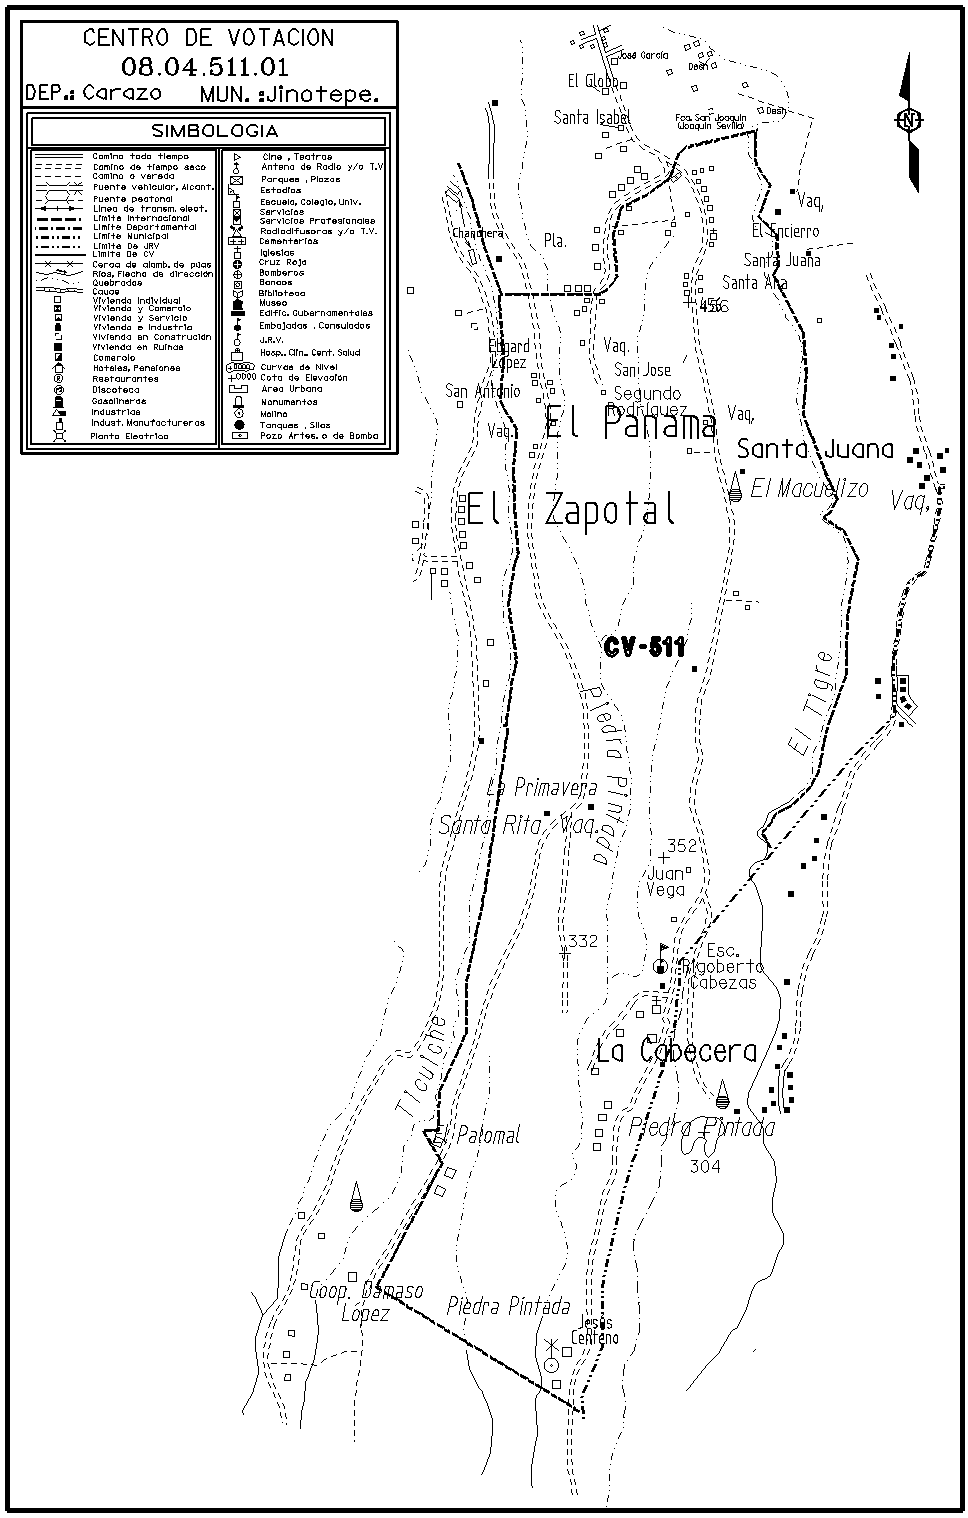 CENTRO DE VOTACION
08.04.511.01
DEP.: Carazo MUN. :Jinotepe.
SIMBOLOGIA
Camino todo tiempo
Camino de tiempo seco
Camino o vereda
Puente vehicular, Alcant.
Puente peatonal
Linea de transm. elect.
Limite Internacional
Limite Departamental
Limite Municipal
Limite De JRV
Limite De CV
Cerca de alamb. de puas
Rios, Flecha de dirección
Quebradas
Cauce
Vivienda Individual
Vivienda y Comercio
Vivienda y Servicio
Vivienda e Industria
Vivienda en Construción
Vivienda en Ruinas
Comercio
Hoteles, Pensiones
Restaurantes
Discoteca
Gasolineras
Industrias
Indust. Manufactureras
Planta Electrica
Cine , Teatros
Antena de Radio y/o T.V
Parques , Plazas
Estadios
Escuela, Colegio, Univ.
Servicios
Servicios Profesionales
Radiodifusoras y/o T.V.
Cementerios
Iglesias
Cruz Roja
Bomberos
Bancos
Biblioteca
Museo
Edific. Gubernamentales
Embajadas , Consulados
J.R.V.
Hosp., Clin., Cent. Salud
Curvas de Nivel
Cota de Elevación
Area Urbana
Monumentos
Molino
Tanques , Silos
Pozo Artes. o de Bomba
N
José García
Desh
El Globo
Desh
Santa Isabel
Fca. San Joaquin
(Joaquin Sevilla)
Vaq,
Chanchera
Pla.
El Encierro
Santa Juana
Santa Ana
456
Edgard
López
Vaq.
San Jose
San Antonio
Segundo
Rodríguez
Vaq,
Vaq.
El Panama
Santa Juana
El Macuelizo
Vaq,
El Zapotal
CV-511
El Tigre
Piedra Pintada
La Primavera
Santa Rita, Vaq.
352
Juan
Vega
332
Esc.
Rigoberto
Cabezas
Ticuiche
La Cabecera
El Palomal
Piedra Pintada
304
Coop. Damaso
López
Piedra Pintada
Jesús
Centeno